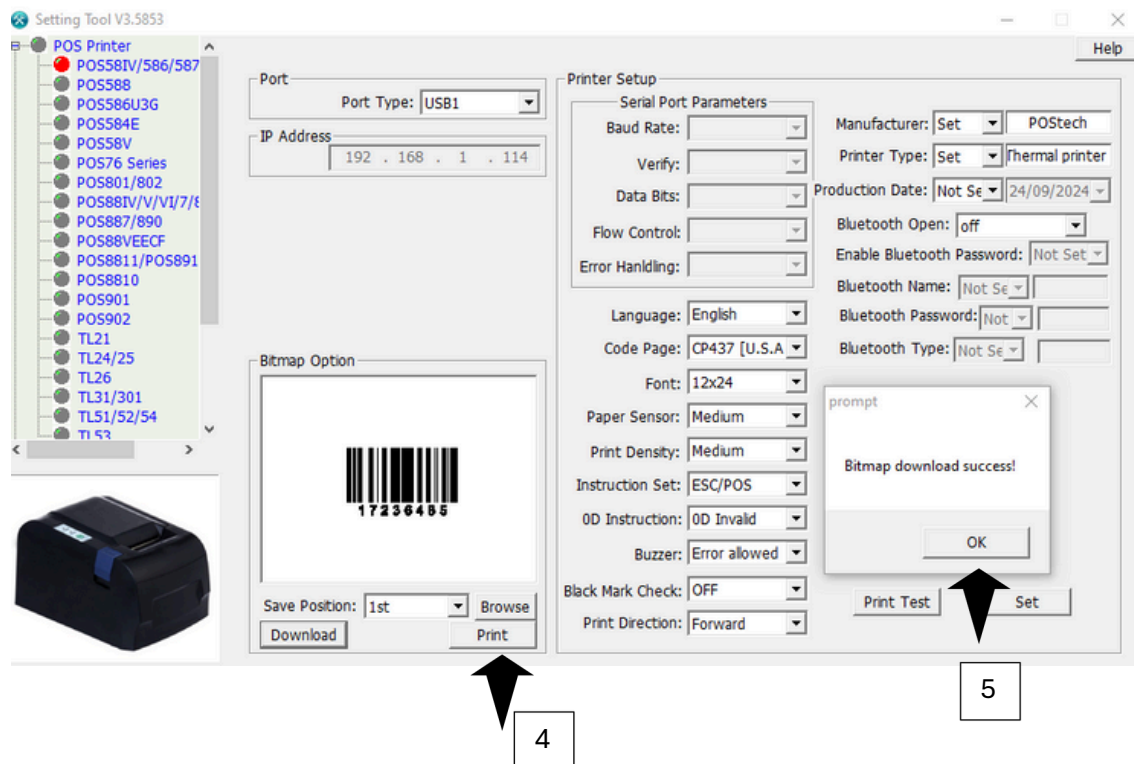 Setting Tool V3.5853
Help
POS Printer
POS58IV/586/587
POS588
POS586U3G
POS584E
POS58V
POS76 Series
POS801/802
POS88IV/V/VI/7/8
POS887/890
POS88VEECF
POS8811/POS891
POS8810
POS901
POS902
TL21
TL24/25
TL26
TL31/301
TL51/52/54
TL53
Port
Port Type: USB1
IP Address
192 . 168 . 1 . 114
Bitmap Option
17236485
Save Position: 1st Browse
Download Print
Printer Setup
Serial Port Parameters
Baud Rate:
Verify:
Data Bits:
Flow Control:
Error Hanldling:
Language: English
Code Page: CP437 [U.S.A
Font: 12x24
Paper Sensor: Medium
Print Density: Medium
Instruction Set: ESC/POS
0D Instruction: 0D Invalid
Buzzer: Error allowed
Black Mark Check: OFF
Print Direction: Forward
Manufacturer: Set POStech
Printer Type: Set Thermal printer
Production Date: Not Se 24/09/2024
Bluetooth Open: off
Enable Bluetooth Password: Not Set
Bluetooth Name: Not Se
Bluetooth Password: Not
Bluetooth Type: Not Se
prompt
Bitmap download success!
OK
Print Test Set
4
5